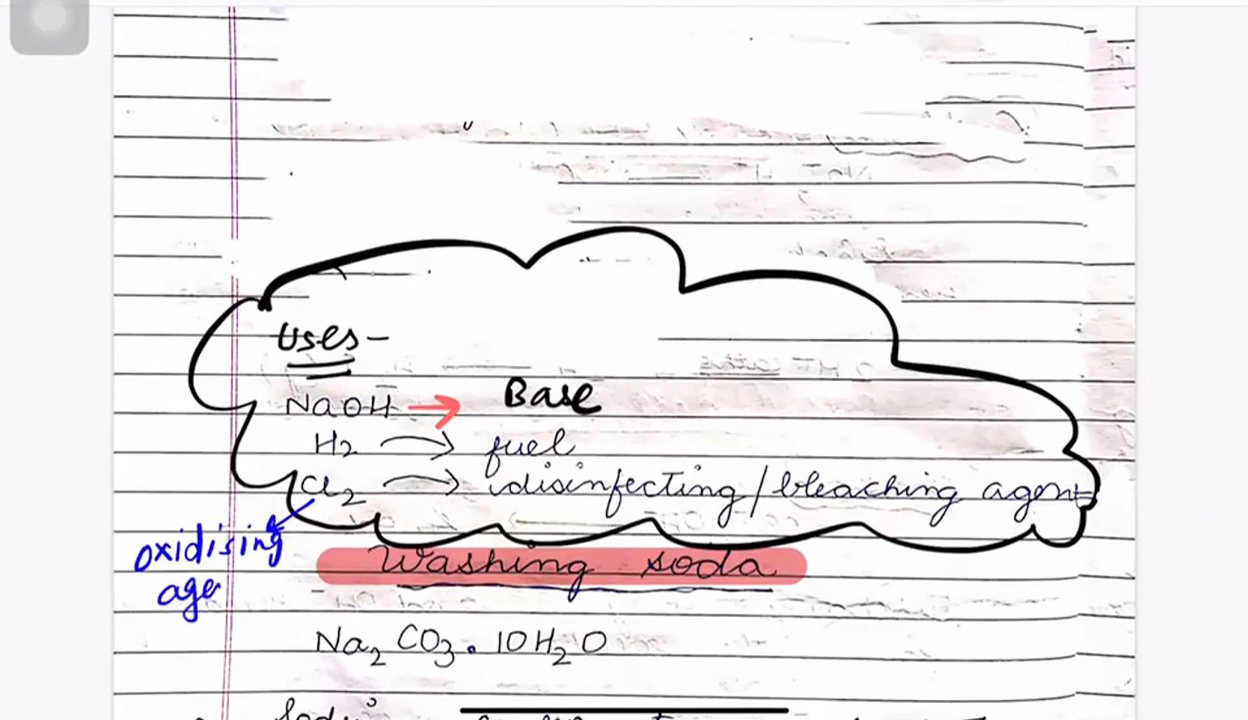 Uses-
NaOH → Base
H₂ → fuel
Cl₂ → disinfecting/bleaching agent
oxidising
age
Washing soda
Na₂CO₃.10H₂O